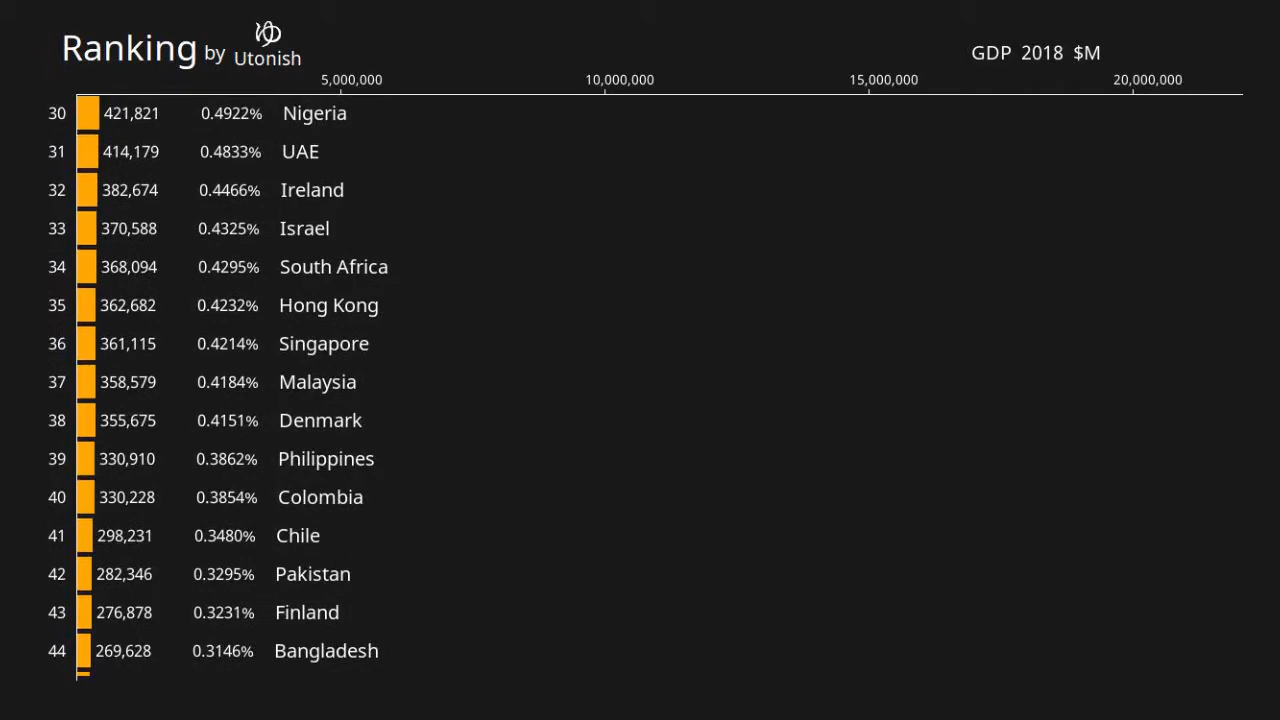 Ranking by Utonish
GDP 2018 $M
5,000,000 10,000,000 15,000,000 20,000,000
30 421,821 0.4922% Nigeria
31 414,179 0.4833% UAE
32 382,674 0.4466% Ireland
33 370,588 0.4325% Israel
34 368,094 0.4295% South Africa
35 362,682 0.4232% Hong Kong
36 361,115 0.4214% Singapore
37 358,579 0.4184% Malaysia
38 355,675 0.4151% Denmark
39 330,910 0.3862% Philippines
40 330,228 0.3854% Colombia
41 298,231 0.3480% Chile
42 282,346 0.3295% Pakistan
43 276,878 0.3231% Finland
44 269,628 0.3146% Bangladesh